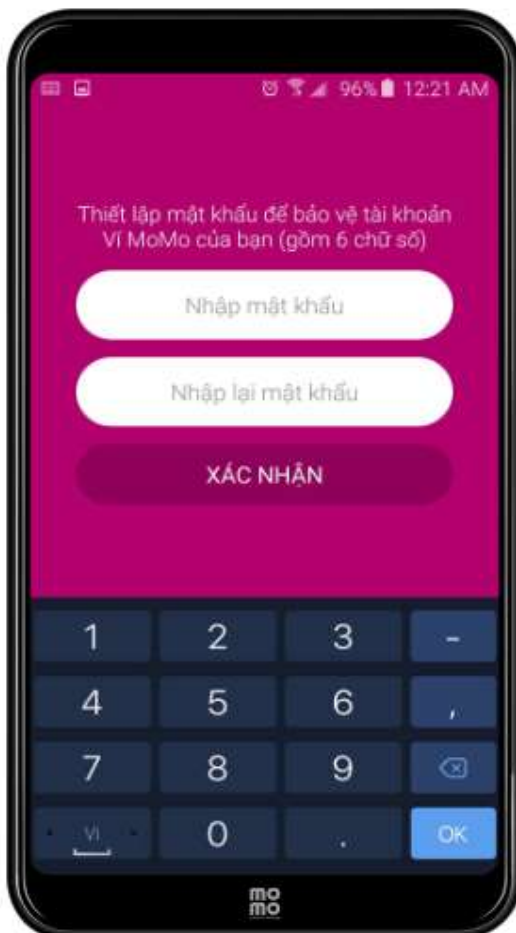 96% 12:21 AM
Thiết lập mật khẩu để bảo vệ tài khoản
Ví MoMo của bạn (gồm 6 chữ số)
Nhập mật khẩu
Nhập lại mật khẩu
XÁC NHẬN
1 2 3 -
4 5 6 ,
7 8 9
VI 0 . OK
mo
mo